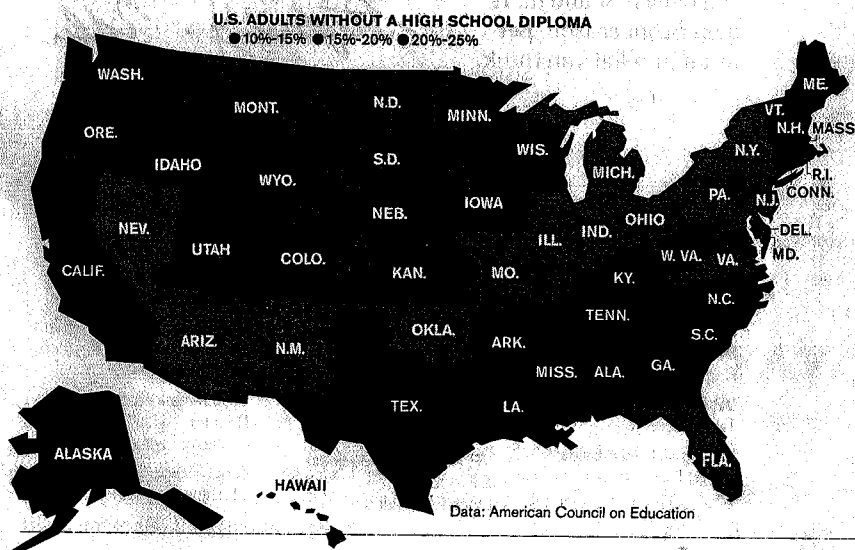 U.S. ADULTS WITHOUT A HIGH SCHOOL DIPLOMA
10%-15% 15%-20% 20%-25%
WASH.
MONT.
N.D.
MINN.
ME.
VT.
N.H.
MASS
ORE.
IDAHO
WYO.
S.D.
WIS.
MICH.
N.Y.
R.I.
CONN.
NEV.
UTAH
COLO.
NEB.
IOWA
ILL.
IND.
OHIO
PA.
N.J.
DEL.
MD.
CALIF.
KAN.
MO.
KY.
W. VA.
VA.
N.C.
TENN.
S.C.
ARIZ.
N.M.
OKLA.
ARK.
MISS.
ALA.
GA.
TEX.
LA.
FLA.
ALASKA
HAWAII
Data: American Council on Education